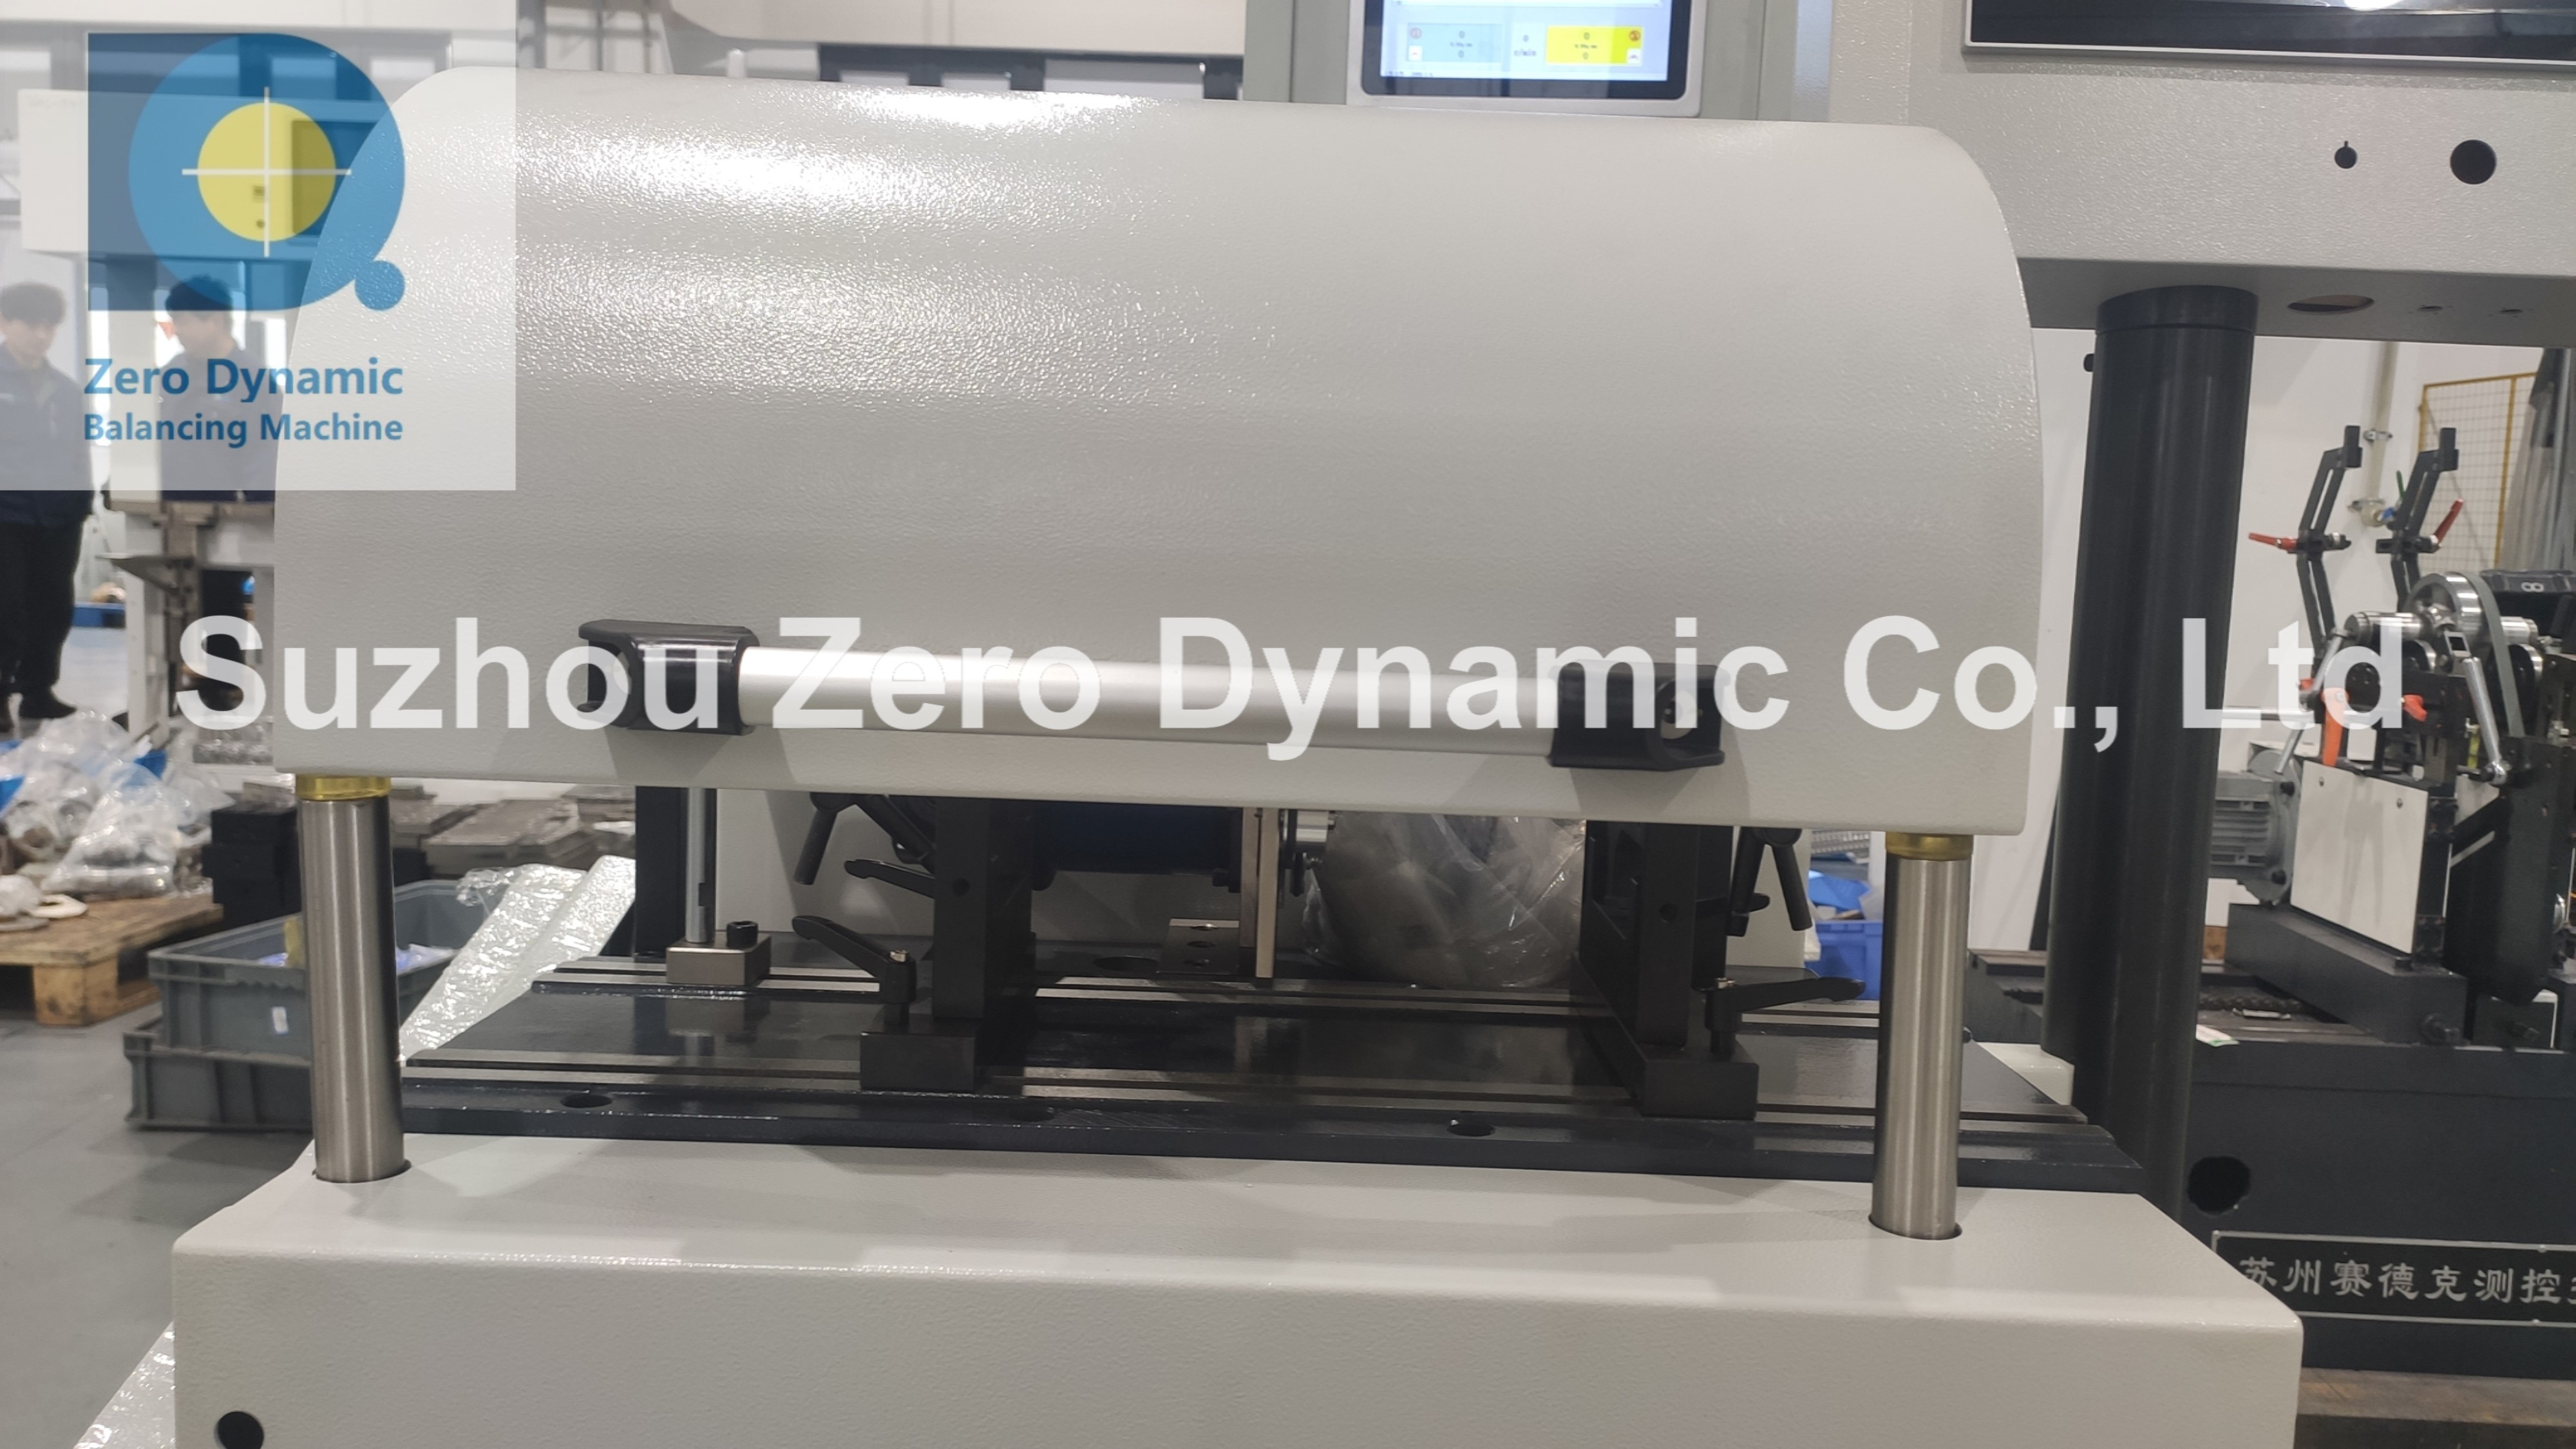 Zero Dynamic
Balancing Machine
Suzhou Zero Dynamic Co., Ltd
苏州赛德克测控